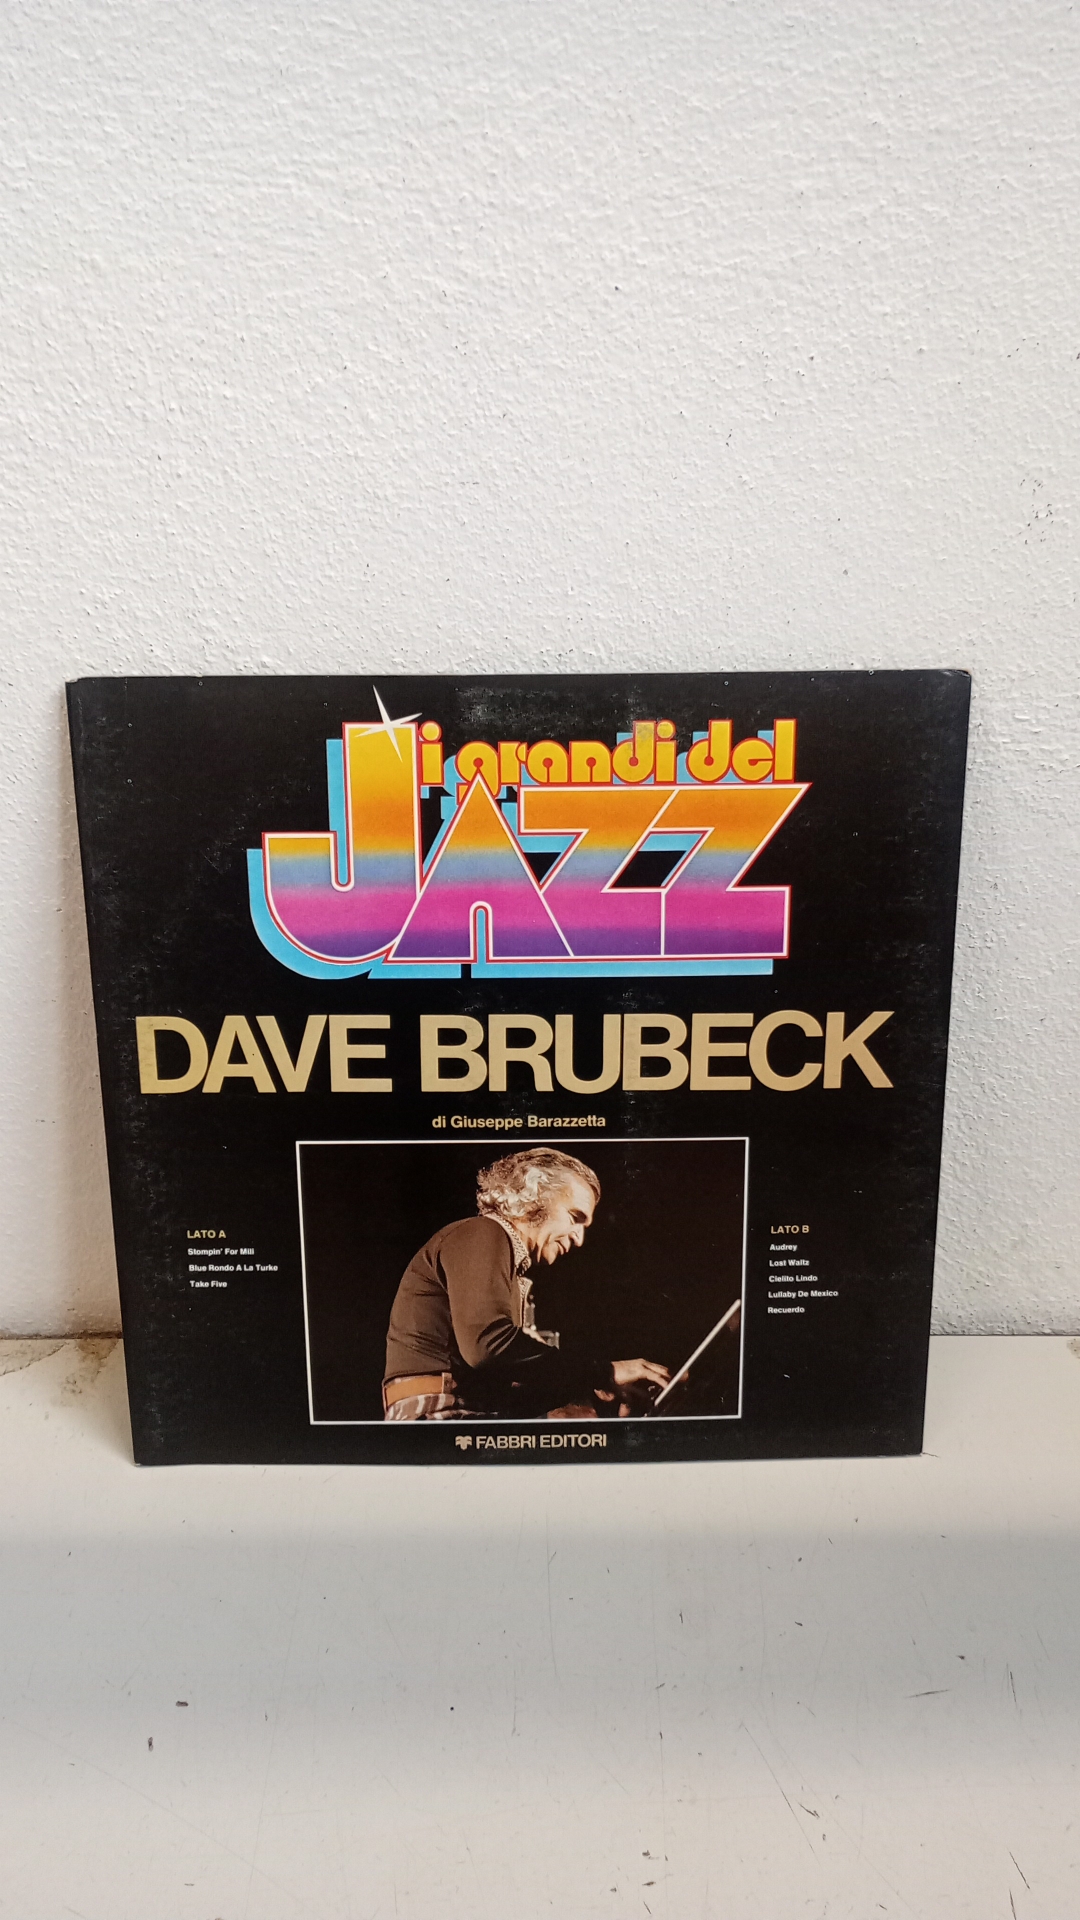 i grandi del
JAZZ
DAVE BRUBECK
di Giuseppe Barazzetta
LATO A
Stompin' For Mili
Blue Rondo A La Turke
Take Five
LATO B
Audrey
Lost Waltz
Cielito Lindo
Lullaby De Mexico
Recuerdo
FABBRI EDITORI